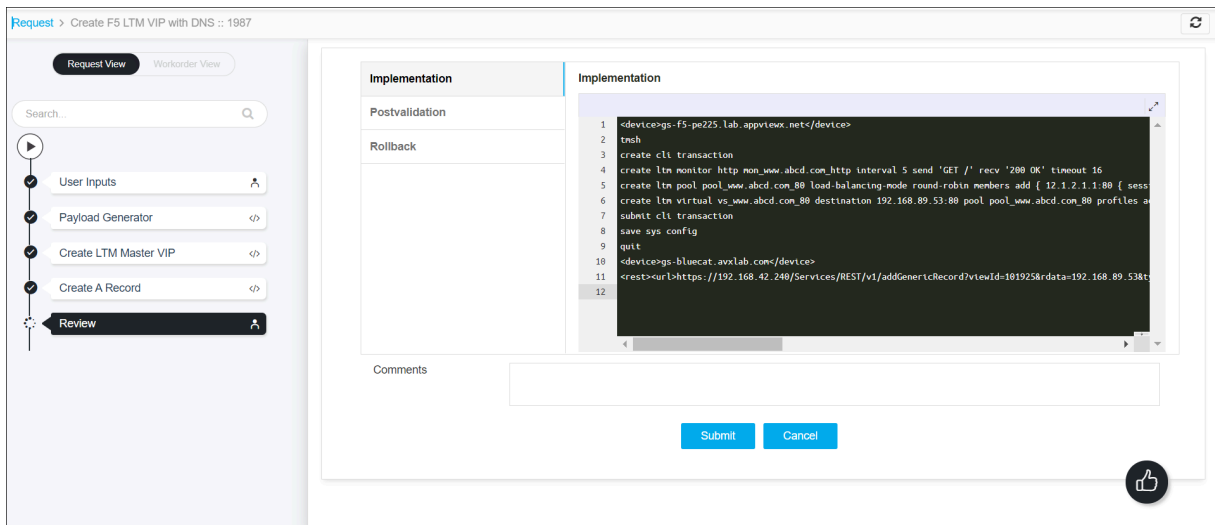 Request > Create F5 LTM VIP with DNS :: 1987
Request View
Workorder View
Search...
User Inputs
Payload Generator
</>
Create LTM Master VIP
</>
Create A Record
</>
Review
Implementation
Postvalidation
Rollback
Implementation
1 <device>gs-f5-pe225.lab.appviewx.net</device>
2 tmsh
3 create cli transaction
4 create ltm monitor http mon_www.abcd.com_http interval 5 send 'GET /' recv '200 OK' timeout 16
5 create ltm pool pool_www.abcd.com_80 load-balancing-mode round-robin members add { 12.1.2.1.1:80 { sess
6 create ltm virtual vs_www.abcd.com_80 destination 192.168.89.53:80 pool pool_www.abcd.com_80 profiles a
7 submit cli transaction
8 save sys config
9 quit
10 <device>gs-bluecat.avxlab.com</device>
11 <rest><url>https://192.168.42.240/Services/REST/v1/addGenericRecord?viewId=101925&rdata=192.168.89.53&t
12
Comments
Submit
Cancel